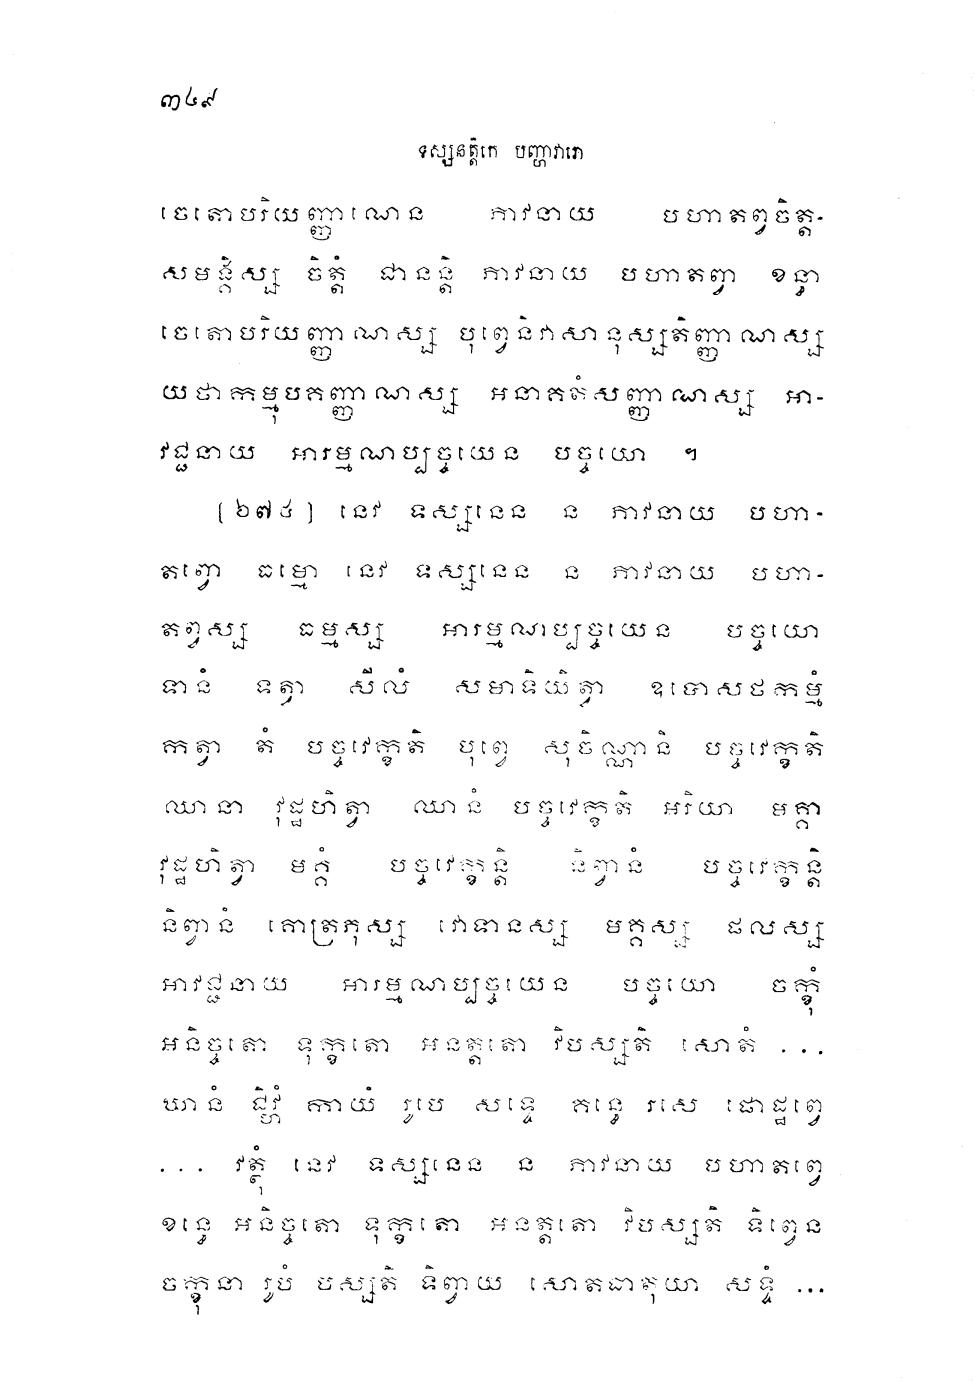 ៣៤៩
ទស្សនត្តិកេ បញ្ហាវារោ
ចេតោបរិយញ្ញាណេន ភាវនាយ បហាតព្វចិត្ត-
សមង្គិស្ស ចិត្តំ ជានន្តិ ភាវនាយ បហាតព្វា ខន្ធា
ចេតោបរិយញ្ញាណស្ស បុព្វេនិវាសានុស្សតិញ្ញាណស្ស
យថាកម្មុបគញ្ញាណស្ស អនាគតំសញ្ញាណស្ស អា-
វជ្ជនាយ អារម្មណប្បច្ចយេន បច្ចយោ ។
[៦៧៤] នេវ ទស្សនេន ន ភាវនាយ បហា-
តព្វោ ធម្មោ នេវ ទស្សនេន ន ភាវនាយ បហា-
តព្វស្ស ធម្មស្ស អារម្មណប្បច្ចយេន បច្ចយោ
ទានំ ទត្វា សីលំ សមាទិយិត្វា ឧបោសថកម្មំ
កត្វា តំ បច្ចវេក្ខតិ បុព្វេ សុចិណ្ណានិ បច្ចវេក្ខតិ
ឈានា វុដ្ឋហិត្វា ឈានំ បច្ចវេក្ខតិ អរិយា មគ្គា
វុដ្ឋហិត្វា មគ្គំ បច្ចវេក្ខន្តិ និព្វានំ បច្ចវេក្ខន្តិ
និព្វានំ គោត្រភុស្ស វោទានស្ស មគ្គស្ស ផលស្ស
អាវជ្ជនាយ អារម្មណប្បច្ចយេន បច្ចយោ ចក្ខុំ
អនិច្ចតោ ទុក្ខតោ អនត្តតោ វិបស្សតិ សោតំ ...
ឃានំ ជិវ្ហំ កាយំ រូបេ សទ្ទេ គន្ធេ រសេ ផោដ្ឋព្វេ
... វត្ថុំ នេវ ទស្សនេន ន ភាវនាយ បហាតព្វេ
ខន្ធេ អនិច្ចតោ ទុក្ខតោ អនត្តតោ វិបស្សតិ ទិព្វេន
ចក្ខុនា រូបំ បស្សតិ ទិព្វាយ សោតធាតុយា សទ្ទំ ...